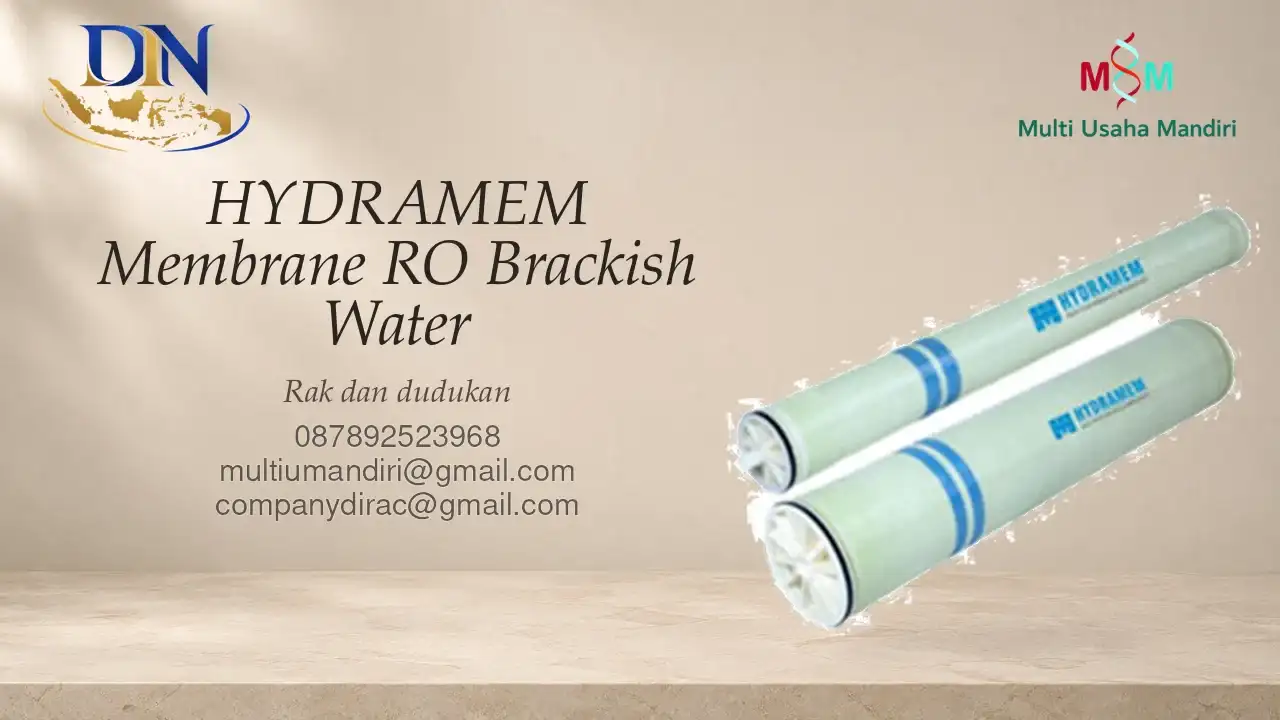 DIN
M M
Multi Usaha Mandiri
HYDRAMEM
Membrane RO Brackish
Water
Rak dan dudukan
087892523968
multiumandiri@gmail.com
companydirac@gmail.com
HYDRAMEM
HYDRAMEM